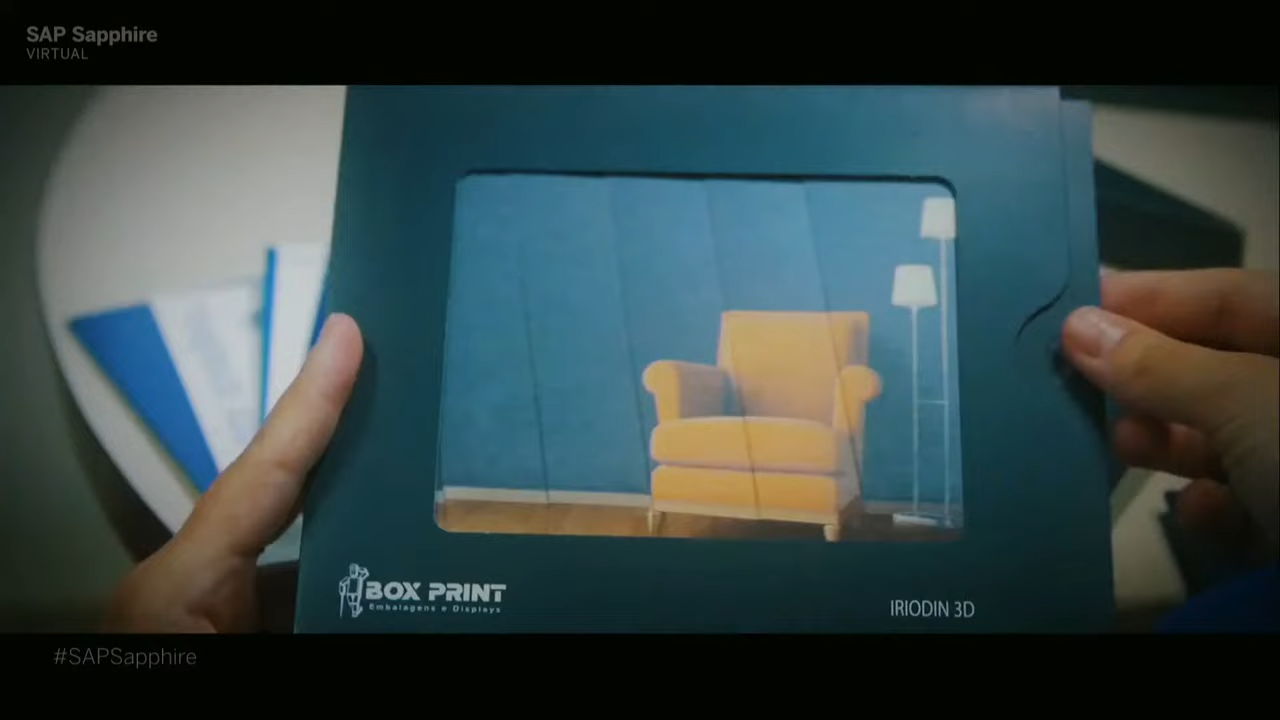 SAP Sapphire
VIRTUAL
BOX PRINT
Embalagens e Displays
IRIODIN 3D
#SAPSapphire